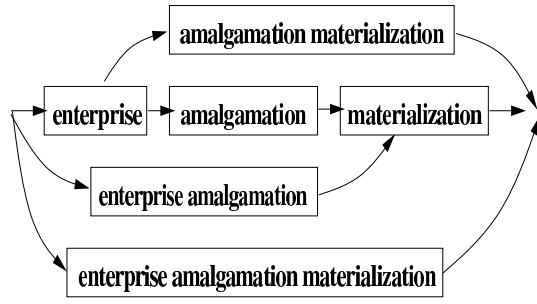 amalgamation materialization
enterprise
amalgamation
materialization
enterprise amalgamation
enterprise amalgamation materialization